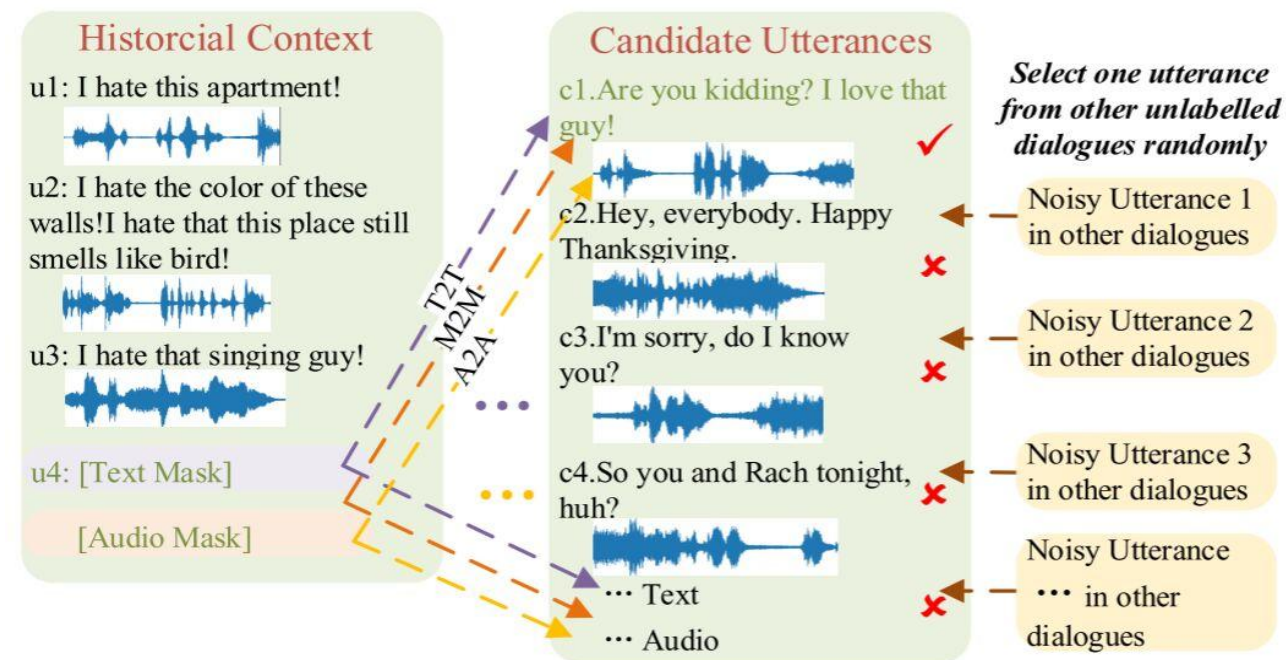 Historcial Context
u1: I hate this apartment!
u2: I hate the color of these
walls!I hate that this place still
smells like bird!
u3: I hate that singing guy!
u4: [Text Mask]
[Audio Mask]
T2T
M2M
A2A
Candidate Utterances
c1.Are you kidding? I love that
guy!
c2.Hey, everybody. Happy
Thanksgiving.
c3.I'm sorry, do I know
you?
c4.So you and Rach tonight,
huh?
··· Text
··· Audio
Select one utterance
from other unlabelled
dialogues randomly
Noisy Utterance 1
in other dialogues
Noisy Utterance 2
in other dialogues
Noisy Utterance 3
in other dialogues
Noisy Utterance
··· in other
dialogues